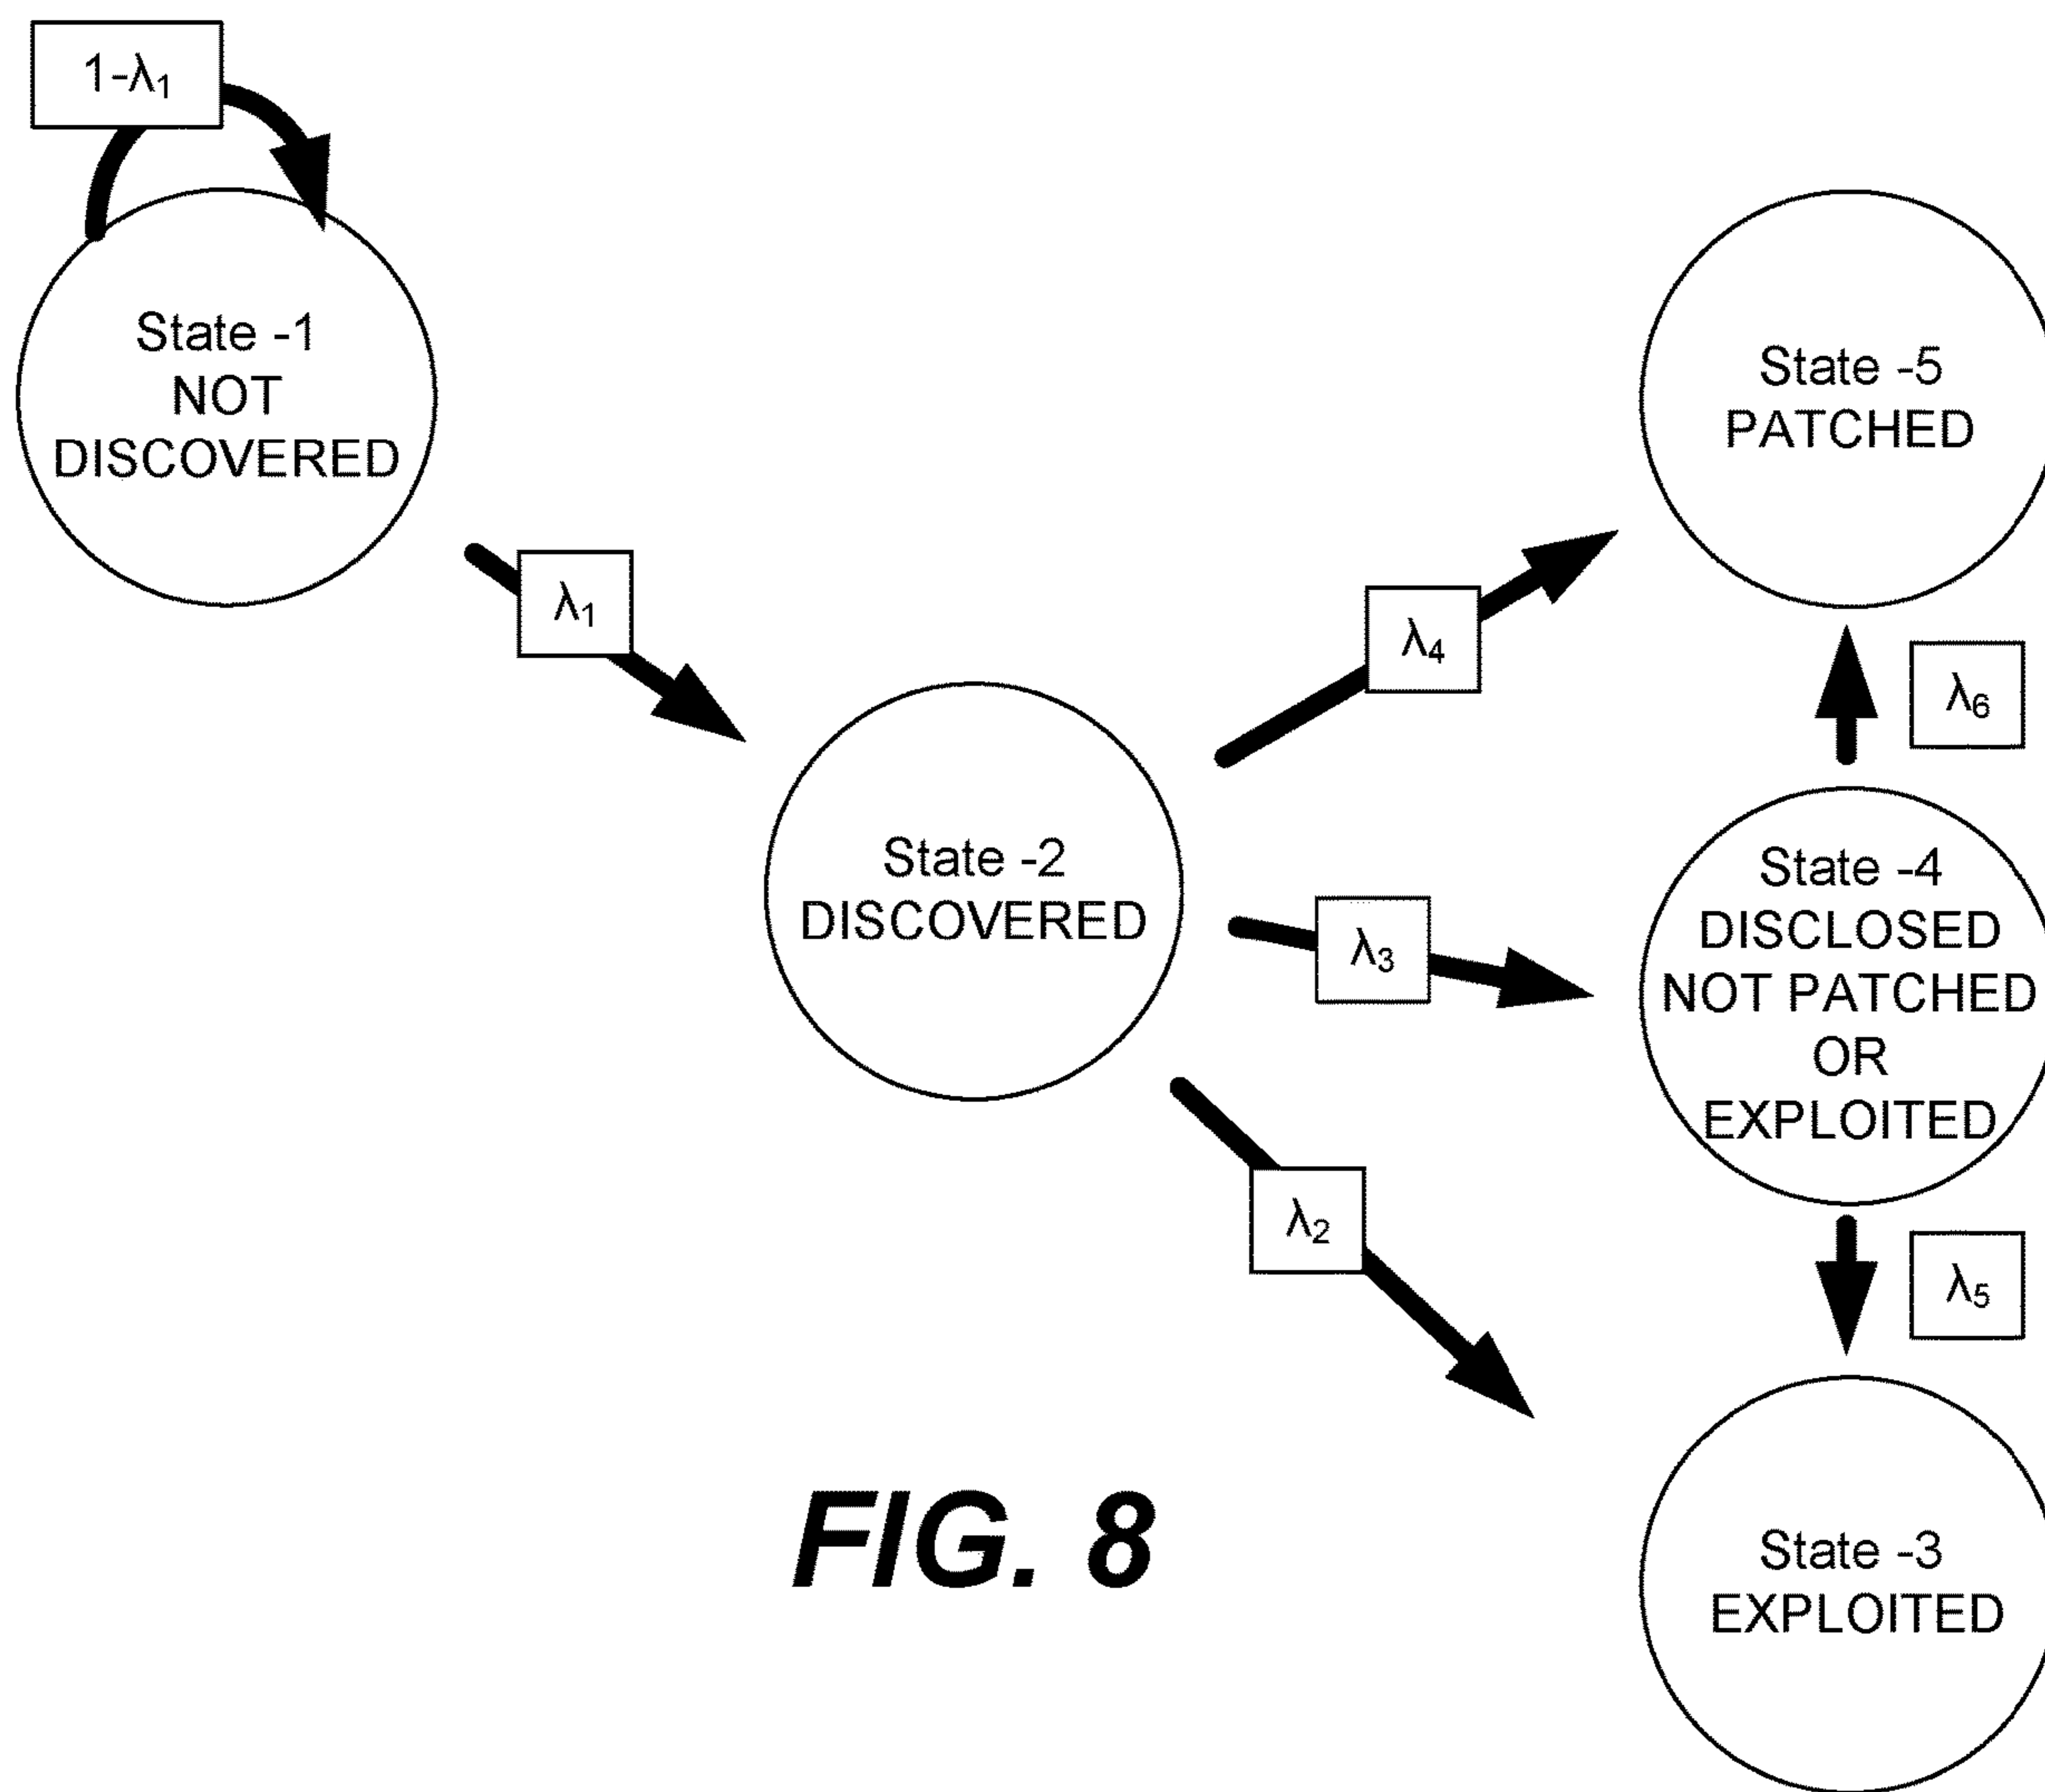 1-λ₁
State -1
NOT
DISCOVERED
λ₁
State -2
DISCOVERED
λ₄
λ₃
λ₂
State -5
PATCHED
λ₆
State -4
DISCLOSED
NOT PATCHED
OR
EXPLOITED
λ₅
State -3
EXPLOITED
FIG. 8